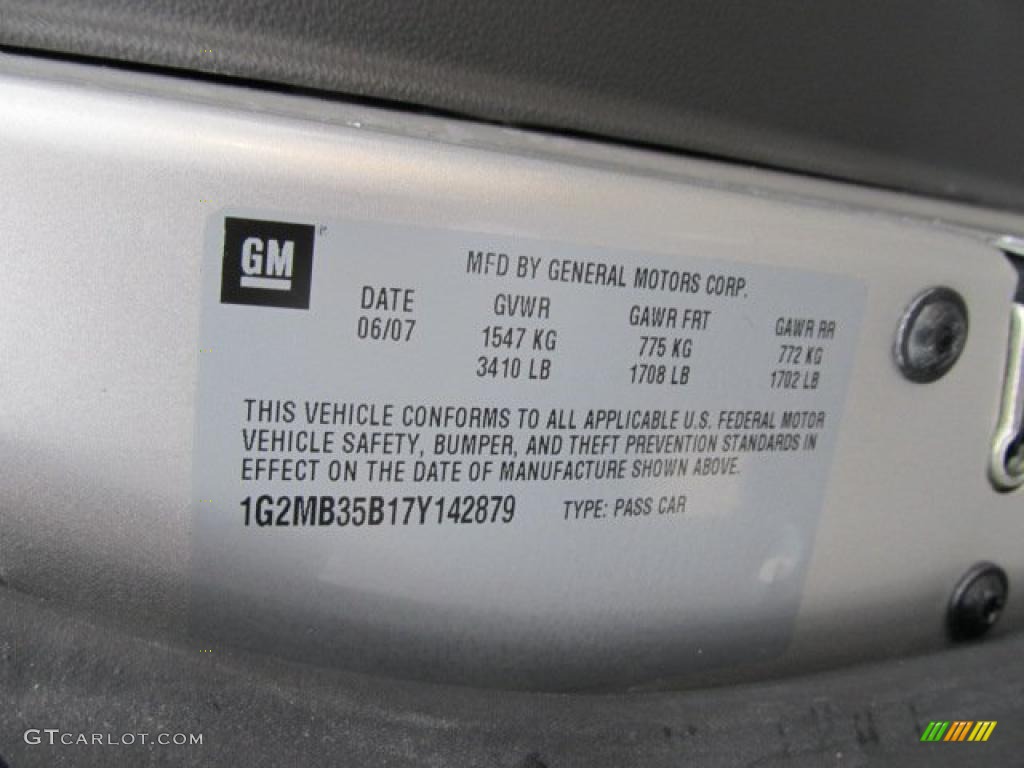 GM
MFD BY GENERAL MOTORS CORP.
DATE GVWR GAWR FRT GAWR RR
06/07 1547 KG 775 KG 772 KG
3410 LB 1708 LB 1702 LB
THIS VEHICLE CONFORMS TO ALL APPLICABLE U.S. FEDERAL MOTOR
VEHICLE SAFETY, BUMPER, AND THEFT PREVENTION STANDARDS IN
EFFECT ON THE DATE OF MANUFACTURE SHOWN ABOVE.
1G2MB35B17Y142879 TYPE: PASS CAR
GTCARLOT.COM